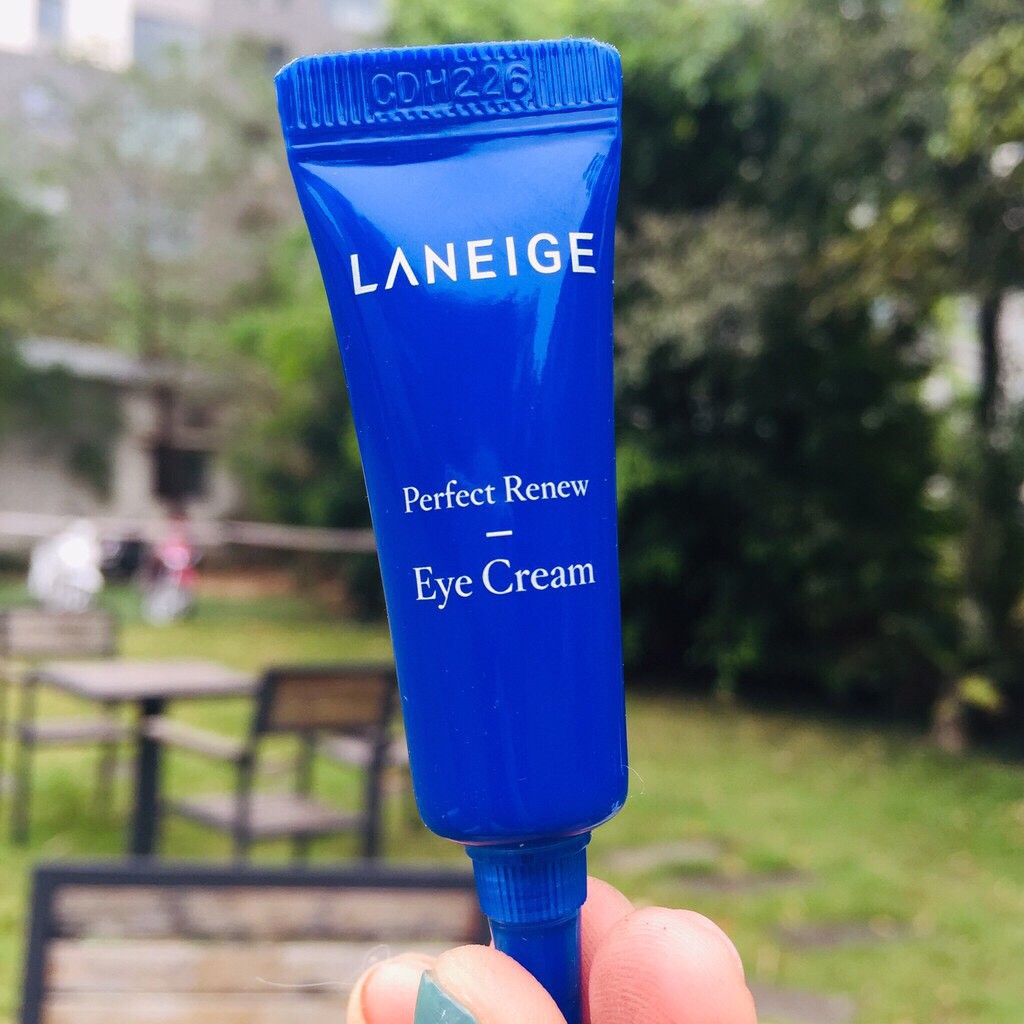 CDH226
LANEIGE
Perfect Renew
Eye Cream